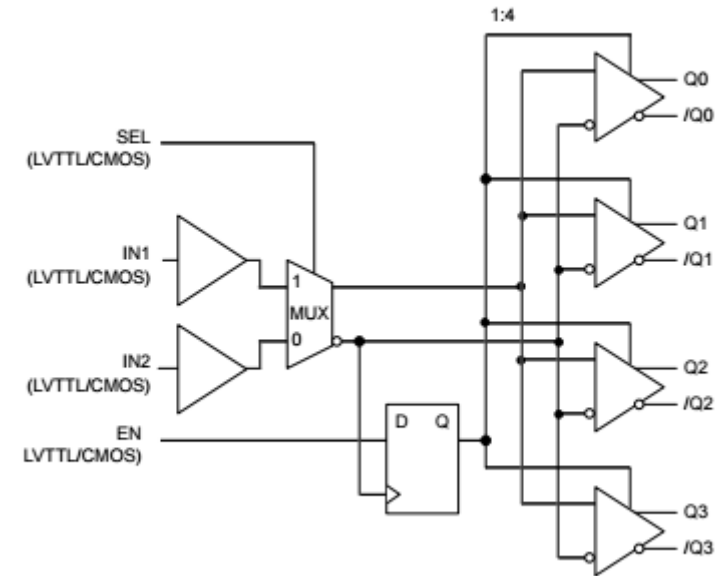 1:4
Q0
/Q0
SEL
(LVTTL/CMOS)
Q1
/Q1
IN1
(LVTTL/CMOS)
1
MUX
0
IN2
(LVTTL/CMOS)
Q2
/Q2
EN
LVTTL/CMOS)
D Q
Q3
/Q3